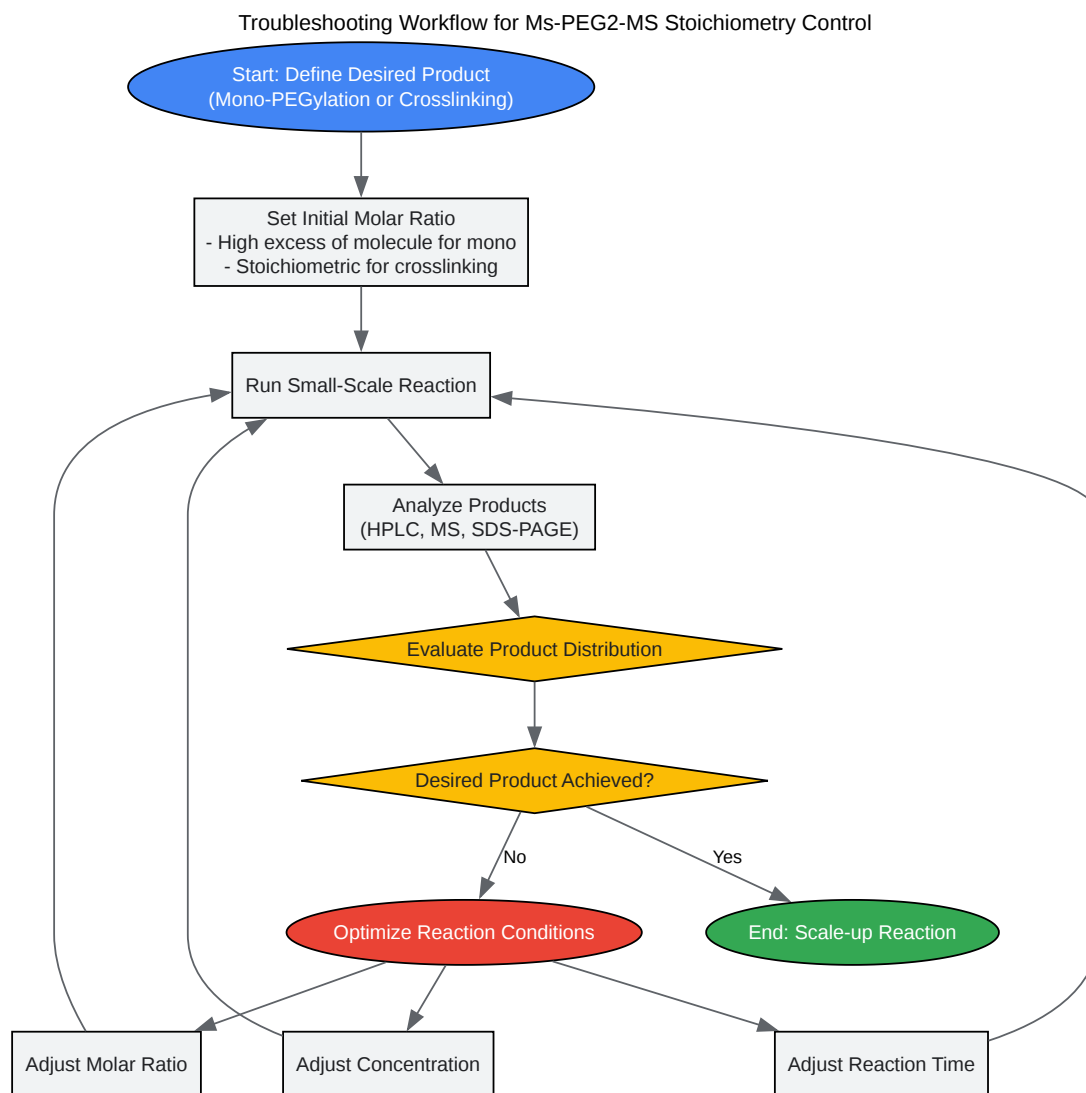 Troubleshooting Workflow for Ms-PEG2-MS Stoichiometry Control
Start: Define Desired Product
(Mono-PEGylation or Crosslinking)
Set Initial Molar Ratio
- High excess of molecule for mono
- Stoichiometric for crosslinking
Run Small-Scale Reaction
Analyze Products
(HPLC, MS, SDS-PAGE)
Evaluate Product Distribution
Desired Product Achieved?
No
Yes
Optimize Reaction Conditions
End: Scale-up Reaction
Adjust Molar Ratio
Adjust Concentration
Adjust Reaction Time